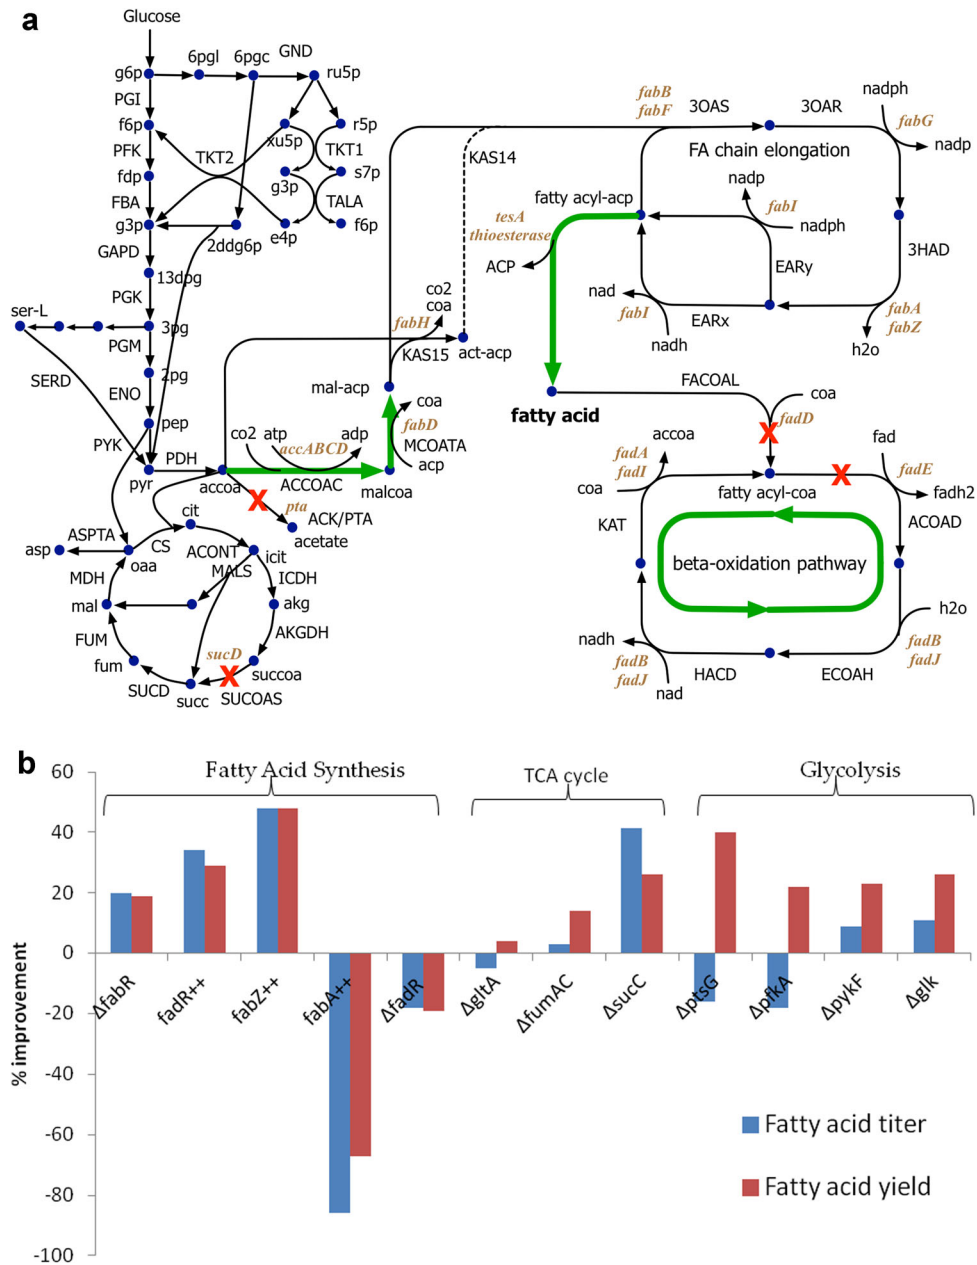 a
Glucose
g6p
6pgl
6pgc
GND
ru5p
PGI
f6p
xu5p
r5p
PFK
TKT2
TKT1
fdp
g3p
s7p
FBA
TALA
g3p
2ddg6p
e4p
f6p
GAPD
13dpg
PGK
ser-L
3pg
PGM
2pg
SERD
ENO
pep
PYK
PDH
pyr
accoa
co2
atp
accABCD
adp
ACCOAC
malcoa
pta
ACK/PTA
acetate
mal-acp
coa
fabD
MCOATA
acp
co2
coa
fabH
KAS15
act-acp
KAS14
fabB
fabF
3OAS
3OAR
nadph
fabG
nadp
FA chain elongation
fatty acyl-acp
nadp
fabI
nadph
3HAD
tesA
thioesterase
ACP
EARy
nad
fabI
EARx
nadh
fabA
fabZ
h2o
FACOAL
coa
fatty acid
fadD
accoa
fadA
fadI
coa
fatty acyl-coa
fad
fadE
fadh2
KAT
ACOAD
beta-oxidation pathway
h2o
nadh
fadB
fadJ
nad
HACD
ECOAH
fadB
fadJ
cit
CS
ASPTA
asp
oaa
ACONT
MALS
icit
MDH
ICDH
mal
akg
FUM
AKGDH
fum
sucD
succoa
SUCD
succ
SUCOAS
X
X
X
X
b
60
Fatty Acid Synthesis
TCA cycle
Glycolysis
40
20
0
ΔfabR
fadR++
fabZ++
fabA++
ΔfadR
ΔgltA
ΔfumAC
ΔsucC
ΔptsG
ΔpfkA
ΔpykF
Δglk
-20
-40
-60
-80
-100
% improvement
Fatty acid titer
Fatty acid yield